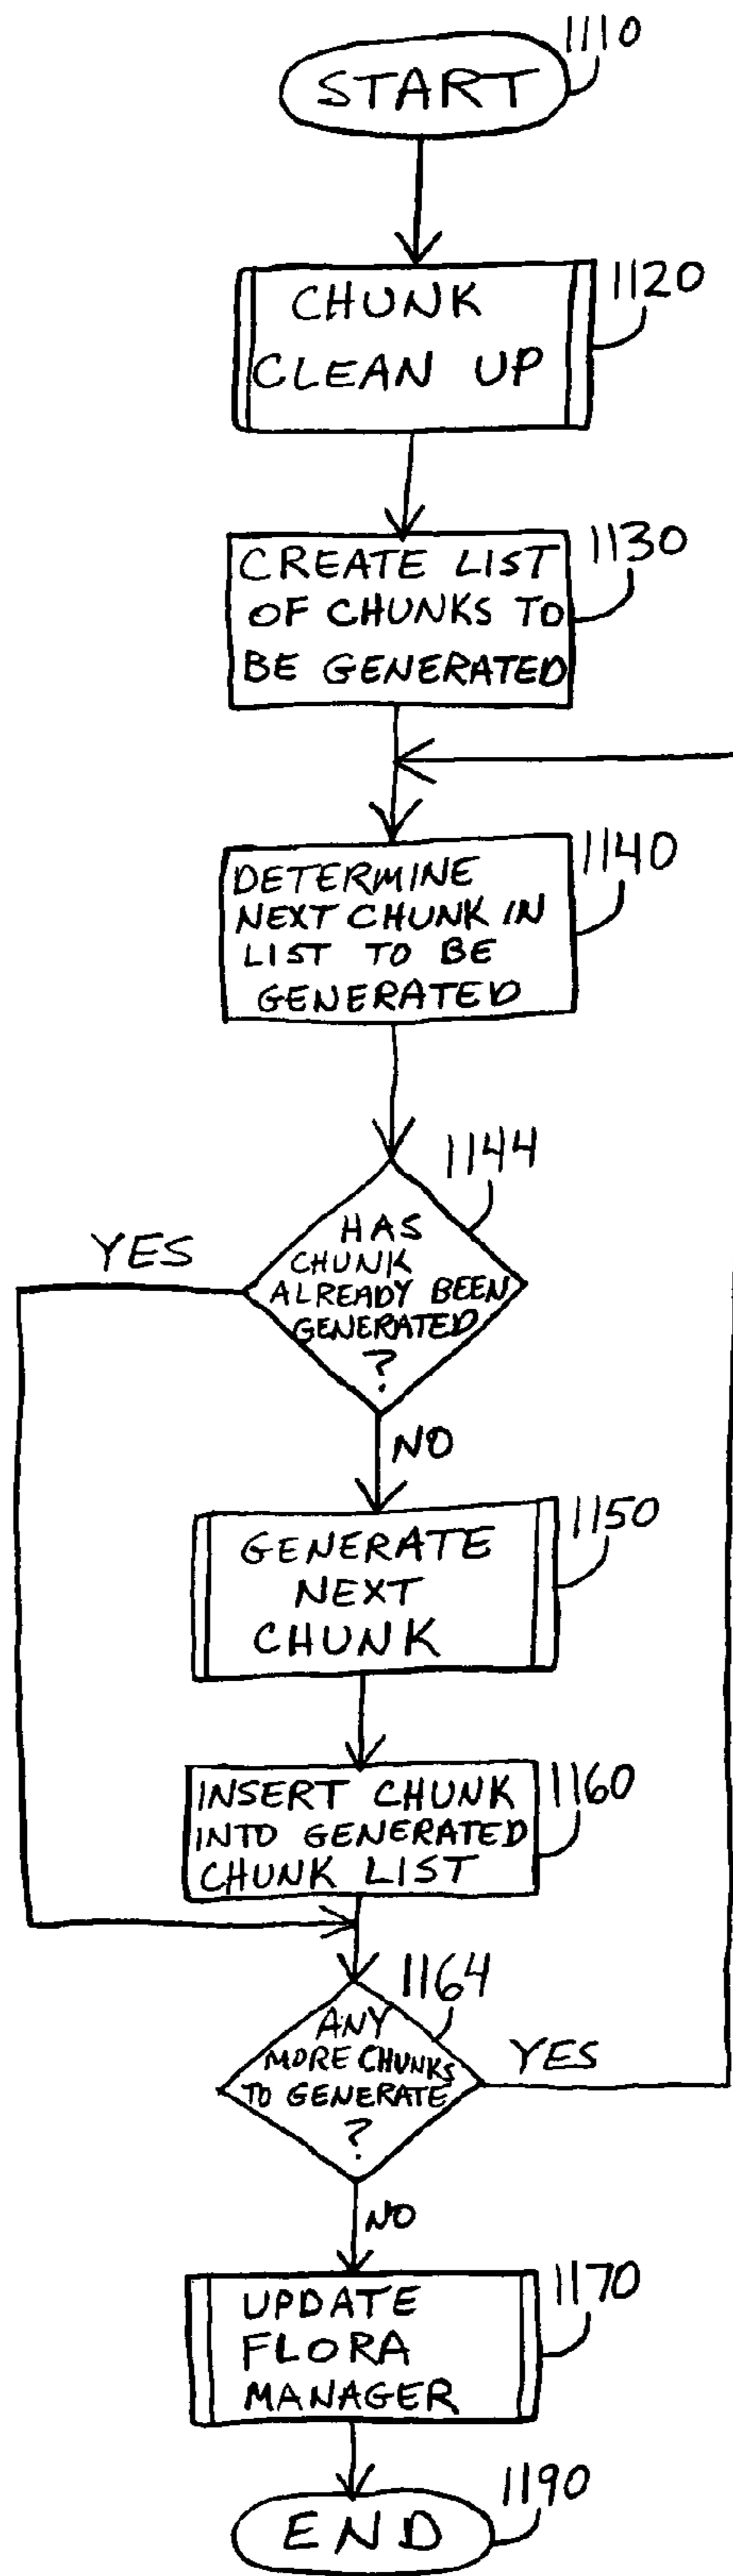 1110
START
1120
CHUNK
CLEAN UP
1130
CREATE LIST
OF CHUNKS TO
BE GENERATED
1140
DETERMINE
NEXT CHUNK IN
LIST TO BE
GENERATED
1144
HAS
CHUNK
ALREADY BEEN
GENERATED
?
YES
NO
1150
GENERATE
NEXT
CHUNK
1160
INSERT CHUNK
INTO GENERATED
CHUNK LIST
1164
ANY
MORE CHUNKS
TO GENERATE
?
YES
NO
1170
UPDATE
FLORA
MANAGER
1190
END